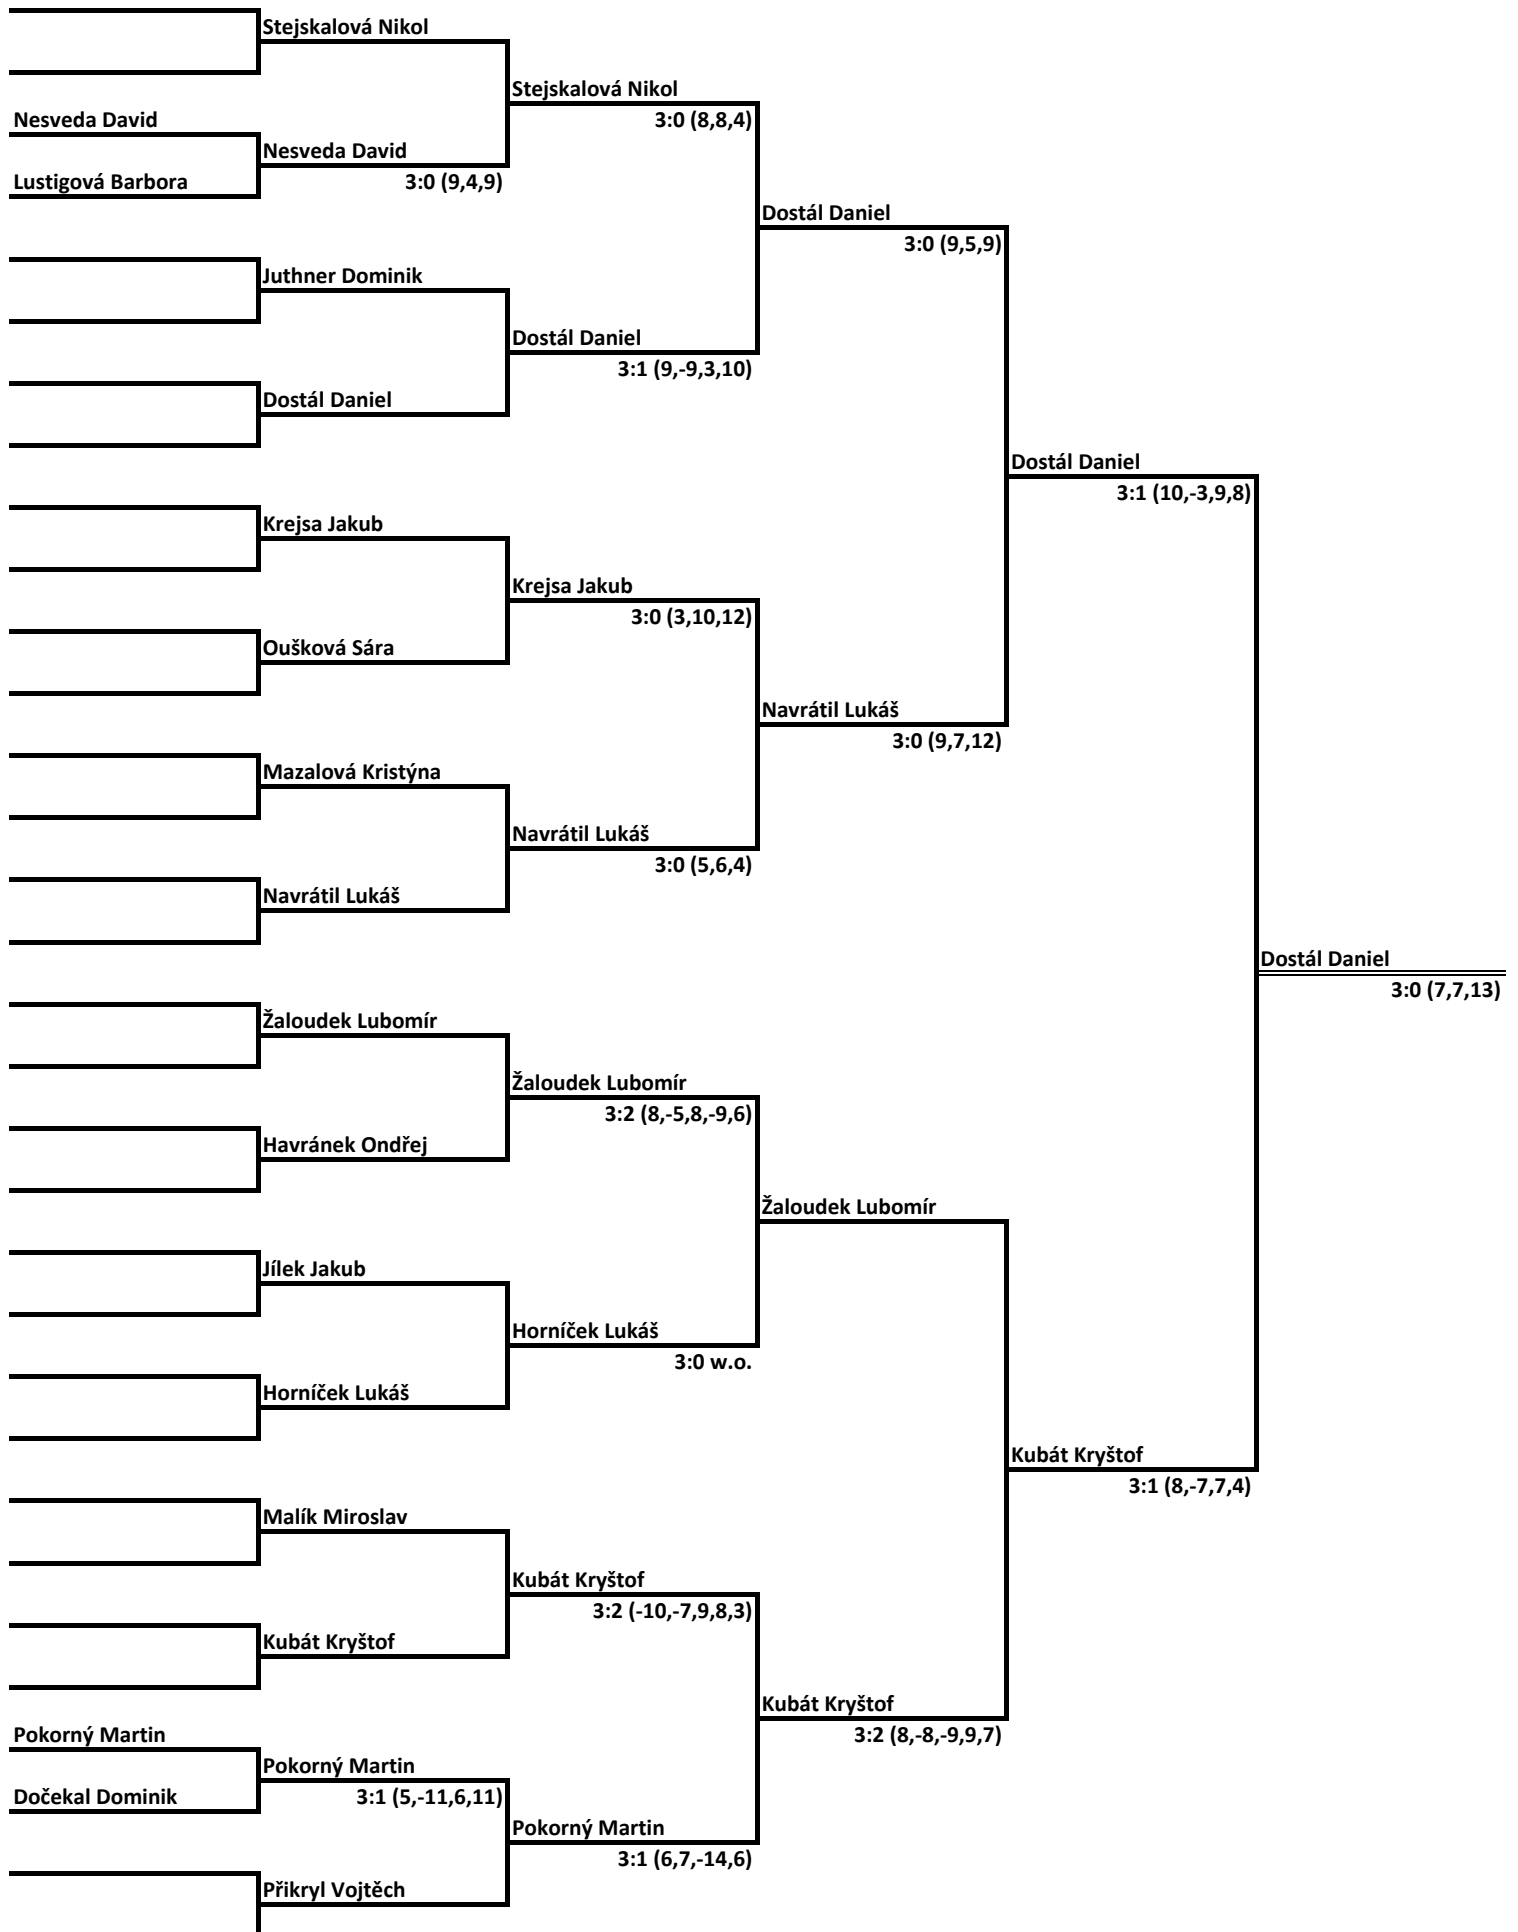 Stejskalová Nikol
Stejskalová Nikol
Nesveda David
3:0 (8,8,4)
Nesveda David
Lustigová Barbora
3:0 (9,4,9)
Dostál Daniel
3:0 (9,5,9)
Juthner Dominik
Dostál Daniel
3:1 (9,-9,3,10)
Dostál Daniel
Dostál Daniel
3:1 (10,-3,9,8)
Krejsa Jakub
Krejsa Jakub
3:0 (3,10,12)
Oušková Sára
Navrátil Lukáš
3:0 (9,7,12)
Mazalová Kristýna
Navrátil Lukáš
3:0 (5,6,4)
Navrátil Lukáš
Dostál Daniel
3:0 (7,7,13)
Žaloudek Lubomír
Žaloudek Lubomír
3:2 (8,-5,8,-9,6)
Havránek Ondřej
Žaloudek Lubomír
Jílek Jakub
Horníček Lukáš
3:0 w.o.
Horníček Lukáš
Kubát Kryštof
3:1 (8,-7,7,4)
Malík Miroslav
Kubát Kryštof
3:2 (-10,-7,9,8,3)
Kubát Kryštof
Kubát Kryštof
3:2 (8,-8,-9,9,7)
Pokorný Martin
Pokorný Martin
Dočekal Dominik
3:1 (5,-11,6,11)
Pokorný Martin
3:1 (6,7,-14,6)
Přikryl Vojtěch